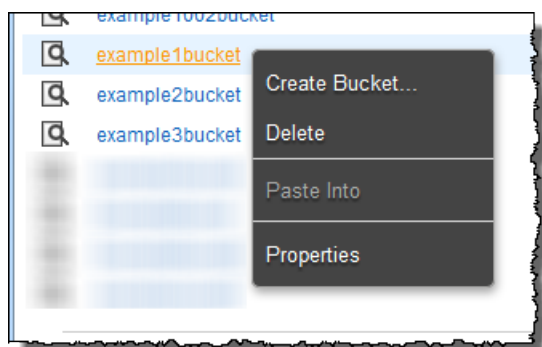 example1002bucket
example1bucket
example2bucket
example3bucket
Create Bucket...
Delete
Paste Into
Properties